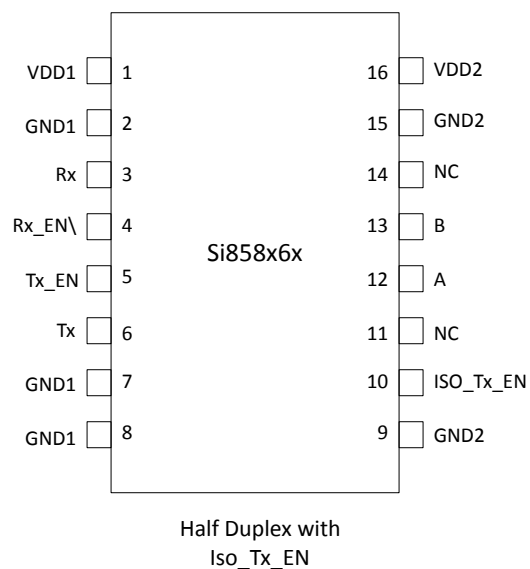 VDD1 1 16 VDD2
GND1 2 15 GND2
Rx 3 14 NC
Rx_EN\ 4 13 B
Si858x6x
Tx_EN 5 12 A
Tx 6 11 NC
GND1 7 10 ISO_Tx_EN
GND1 8 9 GND2
Half Duplex with
Iso_Tx_EN